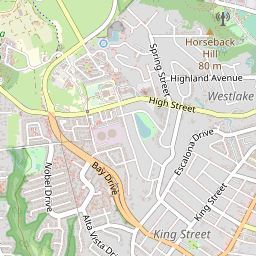 Horseback
Hill
80 m
Spring Street
Highland Avenue
Westlake
High Street
Escalona Drive
Bay Drive
Nobel Drive
King Street
Alta Vista Drive
King Street